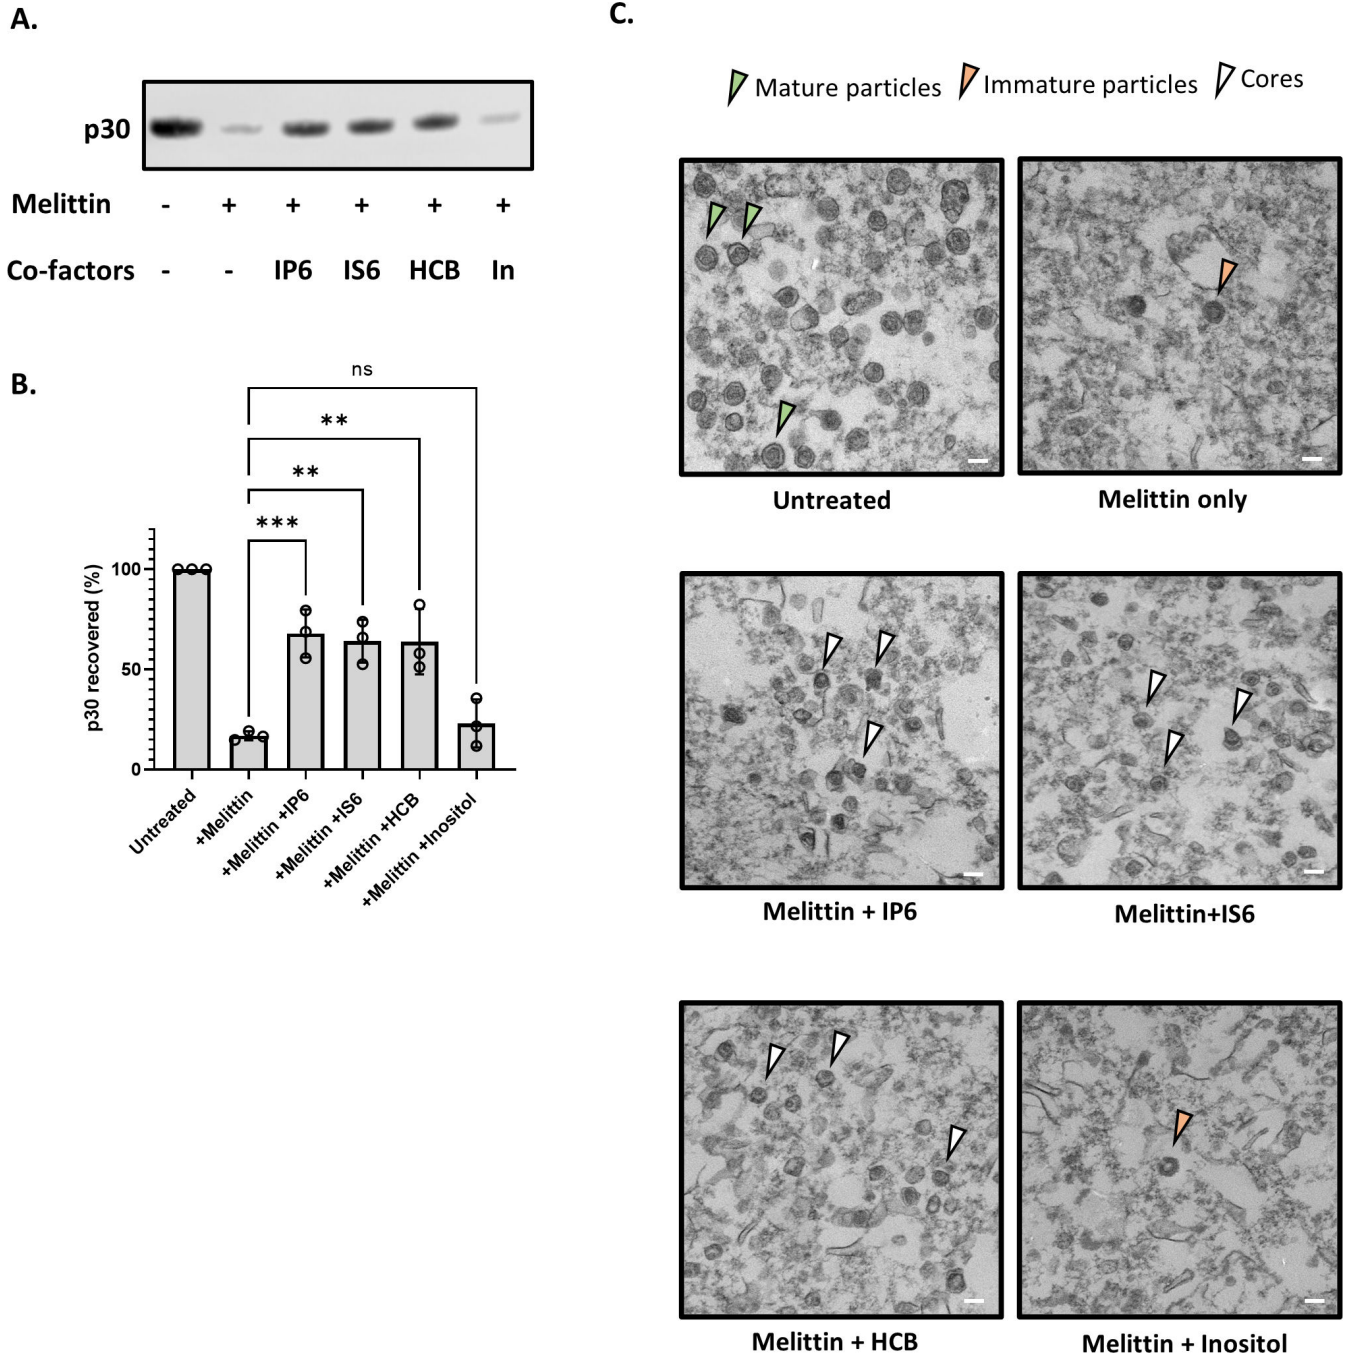 A.
p30
Melittin - + + + + +
Co-factors - - IP6 IS6 HCB In
B.
ns
**
**
***
p30 recovered (%)
100
50
0
Untreated
+Melittin
+Melittin +IP6
+Melittin +IS6
+Melittin +HCB
+Melittin +Inositol
C.
Mature particles Immature particles Cores
Untreated
Melittin only
Melittin + IP6
Melittin+IS6
Melittin + HCB
Melittin + Inositol